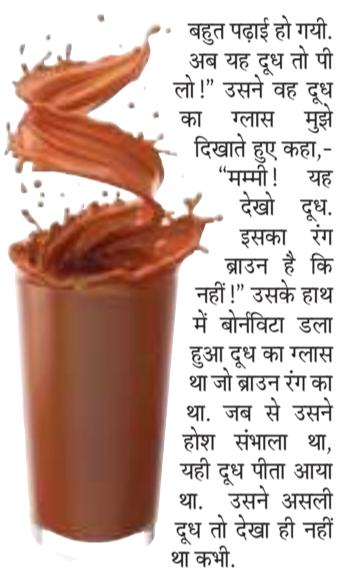 बहुत पढ़ाई हो गयी.
अब यह दूध तो पी
लो!” उसने वह दूध
का ग्लास मुझे
दिखाते हुए कहा,-
“मम्मी! यह
देखो दूध.
इसका रंग
ब्राउन है कि
नहीं!” उसके हाथ
में बोर्नविटा डला
हुआ दूध का ग्लास
था जो ब्राउन रंग का
था. जब से उसने
होश संभाला था,
यही दूध पीता आया
था. उसने असली
दूध तो देखा ही नहीं
था कभी.